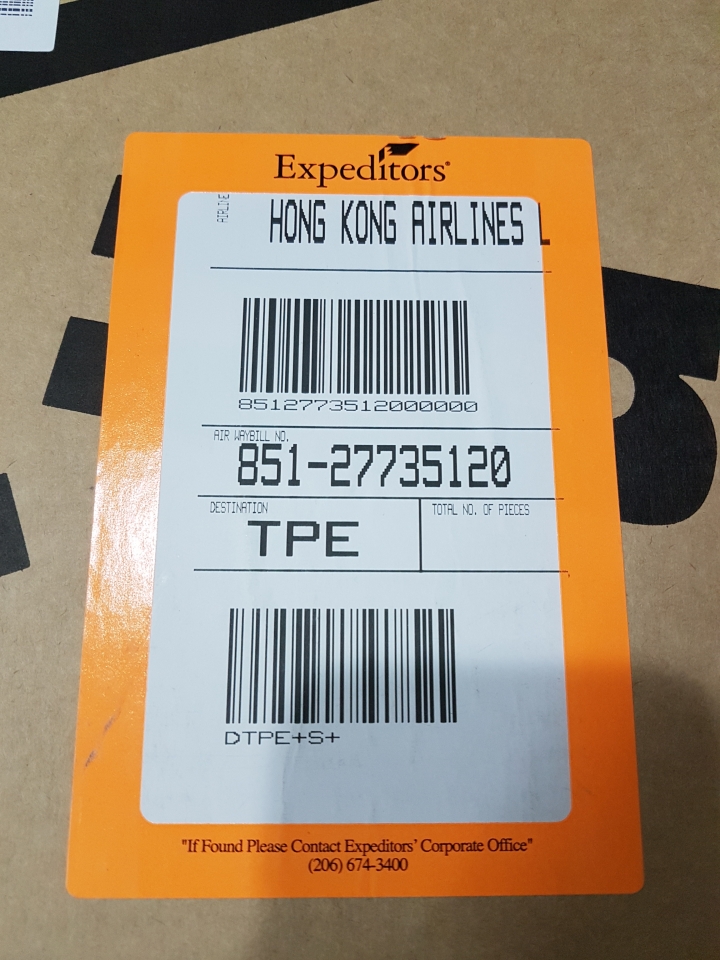 Expeditors®
AIRLINE
HONG KONG AIRLINES L
8512773512000000
AIR WAYBILL NO.
851-27735120
DESTINATION
TOTAL NO. OF PIECES
TPE
DTPE+S+
"If Found Please Contact Expeditors' Corporate Office"
(206) 674-3400